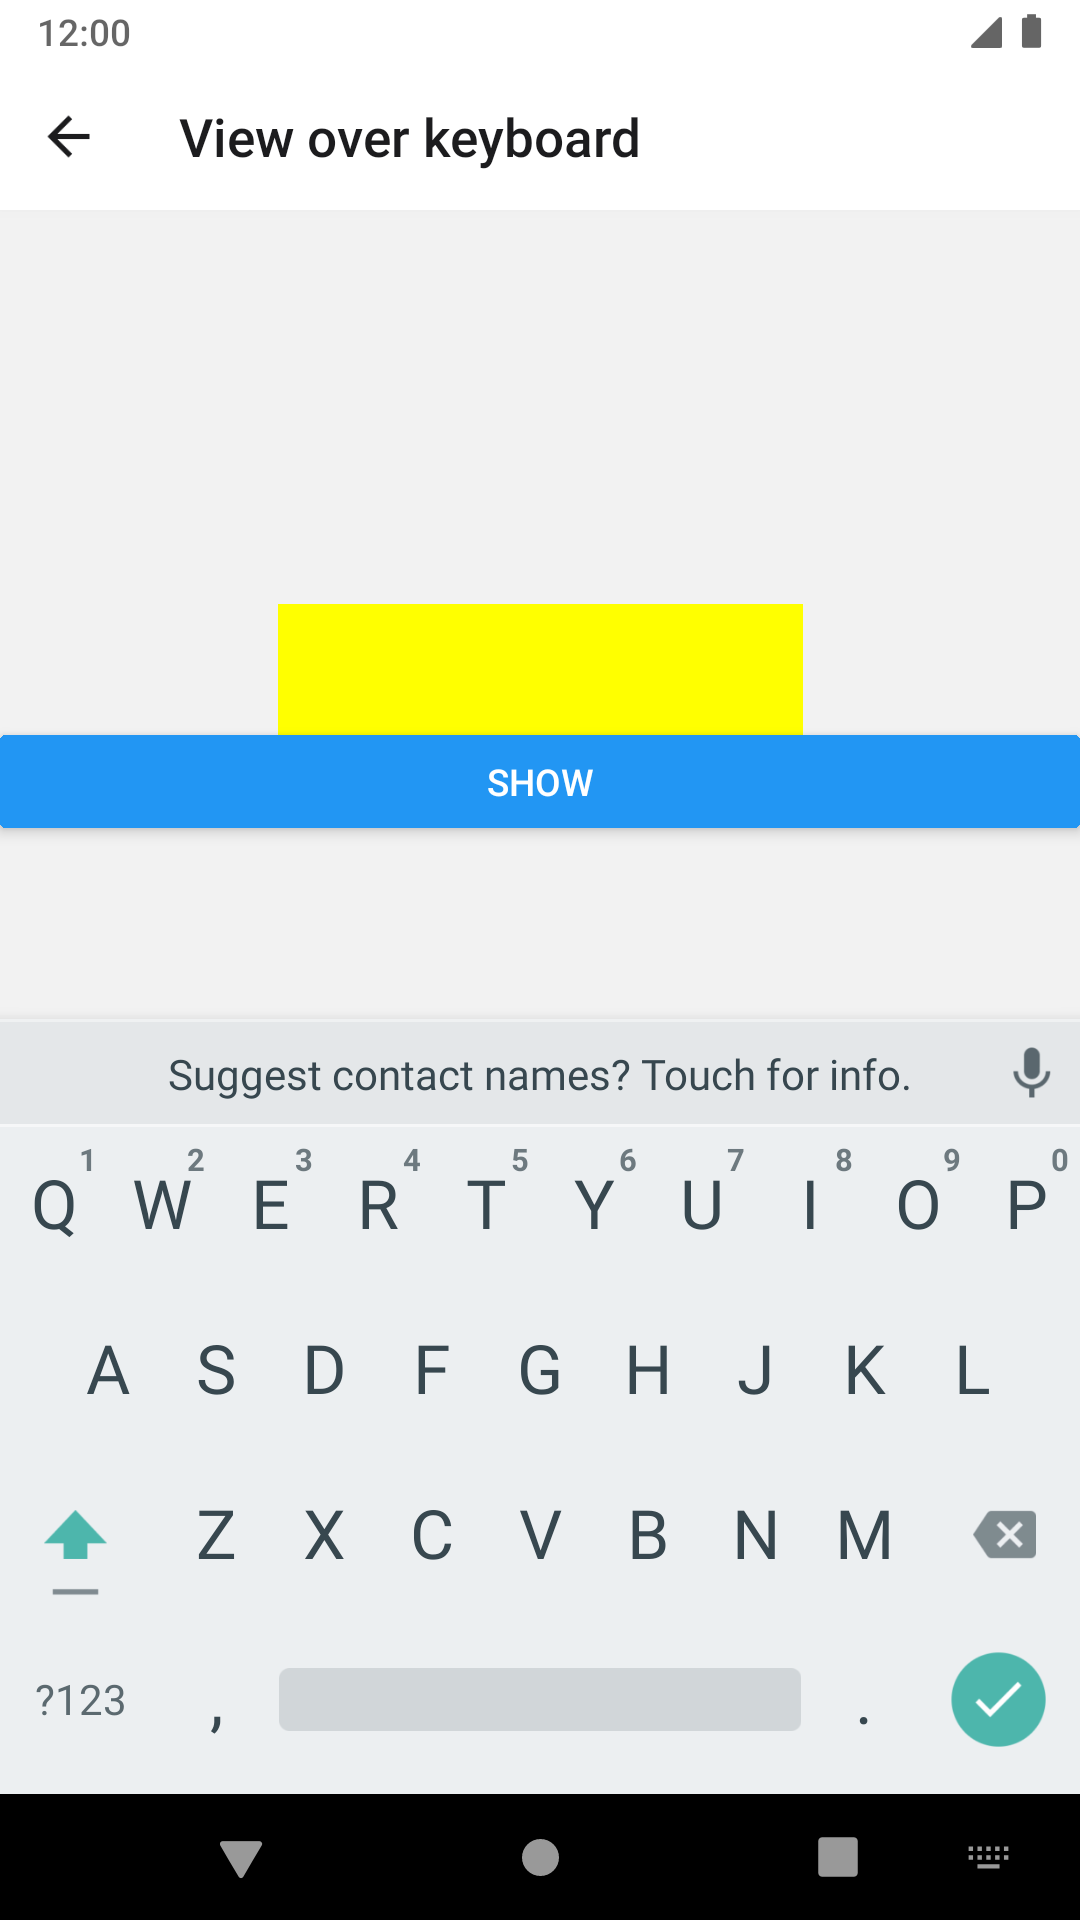 12:00
View over keyboard
SHOW
Suggest contact names? Touch for info.
1 2 3 4 5 6 7 8 9 0
Q W E R T Y U I O P
A S D F G H J K L
Z X C V B N M
?123 , .